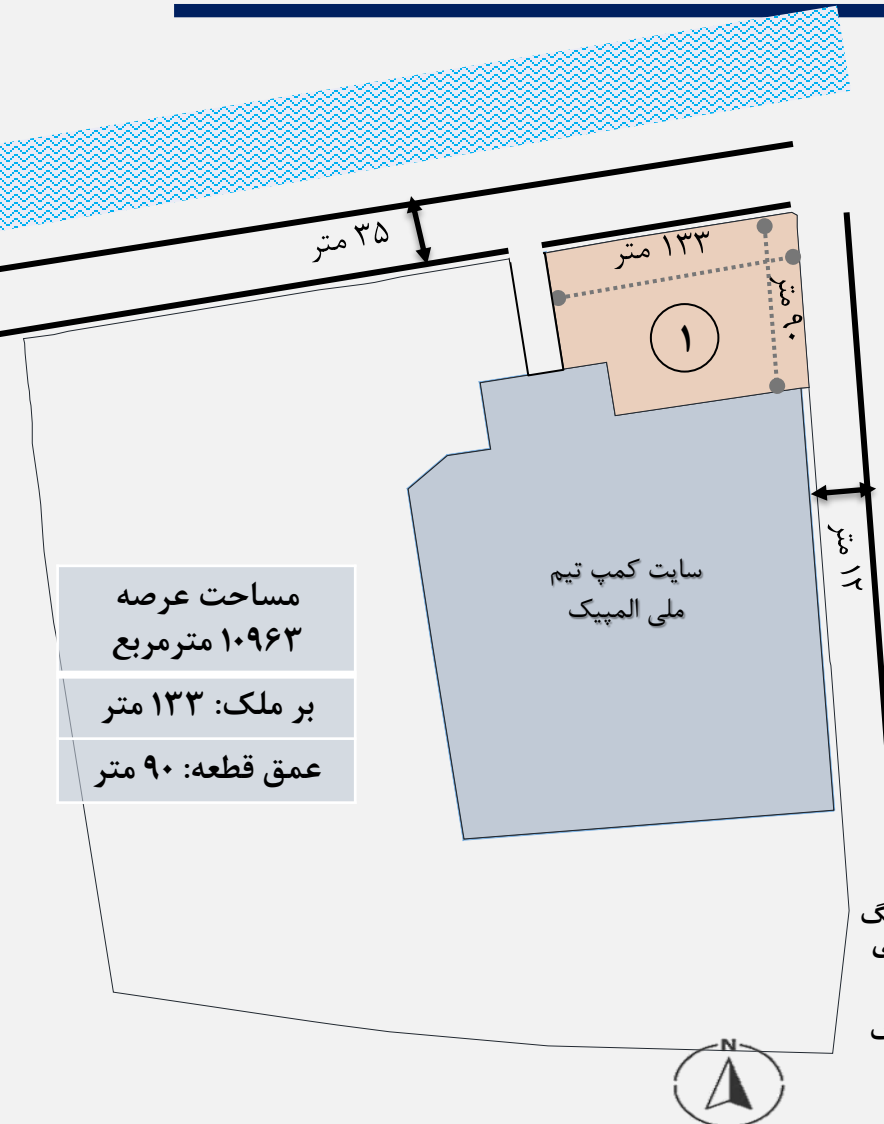 ۳۵ متر
۱۳۳ متر
۹۰ متر
۱
۱۲ متر
سایت کمپ تیم
ملی المپیک
مساحت عرصه
۱۰۹۶۳ مترمربع
بر ملک: ۱۳۳ متر
عمق قطعه: ۹۰ متر
N